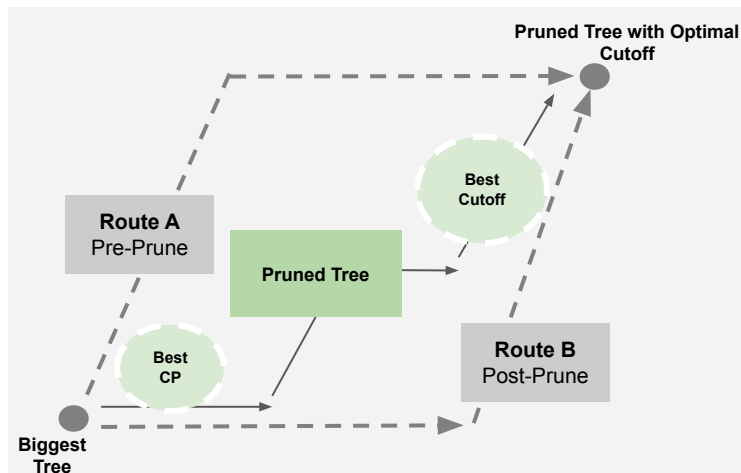 Pruned Tree with Optimal
Cutoff
Best
Cutoff
Route A
Pre-Prune
Pruned Tree
Best
CP
Route B
Post-Prune
Biggest
Tree